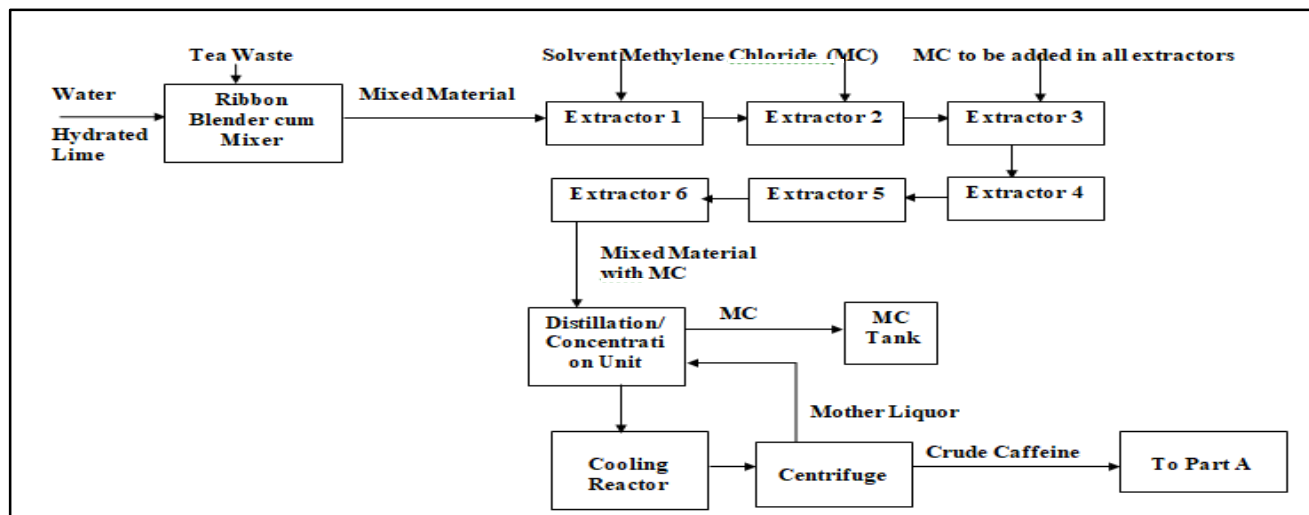 Tea Waste
Solvent Methylene Chloride (MC)
MC to be added in all extractors
Water
Hydrated
Lime
Ribbon
Blender cum
Mixer
Mixed Material
Extractor 1
Extractor 2
Extractor 3
Extractor 6
Extractor 5
Extractor 4
Mixed Material
with MC
Distillation/
Concentrati
on Unit
MC
MC
Tank
Mother Liquor
Cooling
Reactor
Centrifuge
Crude Caffeine
To Part A